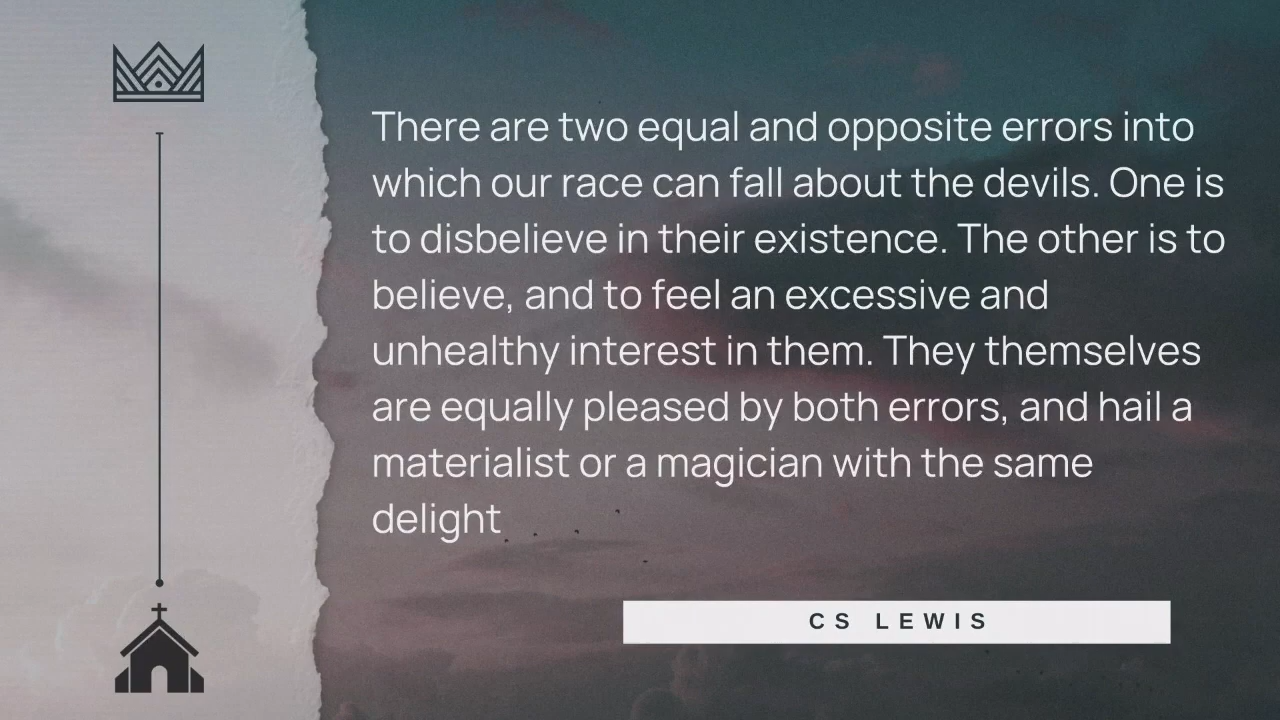 There are two equal and opposite errors into
which our race can fall about the devils. One is
to disbelieve in their existence. The other is to
believe, and to feel an excessive and
unhealthy interest in them. They themselves
are equally pleased by both errors, and hail a
materialist or a magician with the same
delight
CS LEWIS